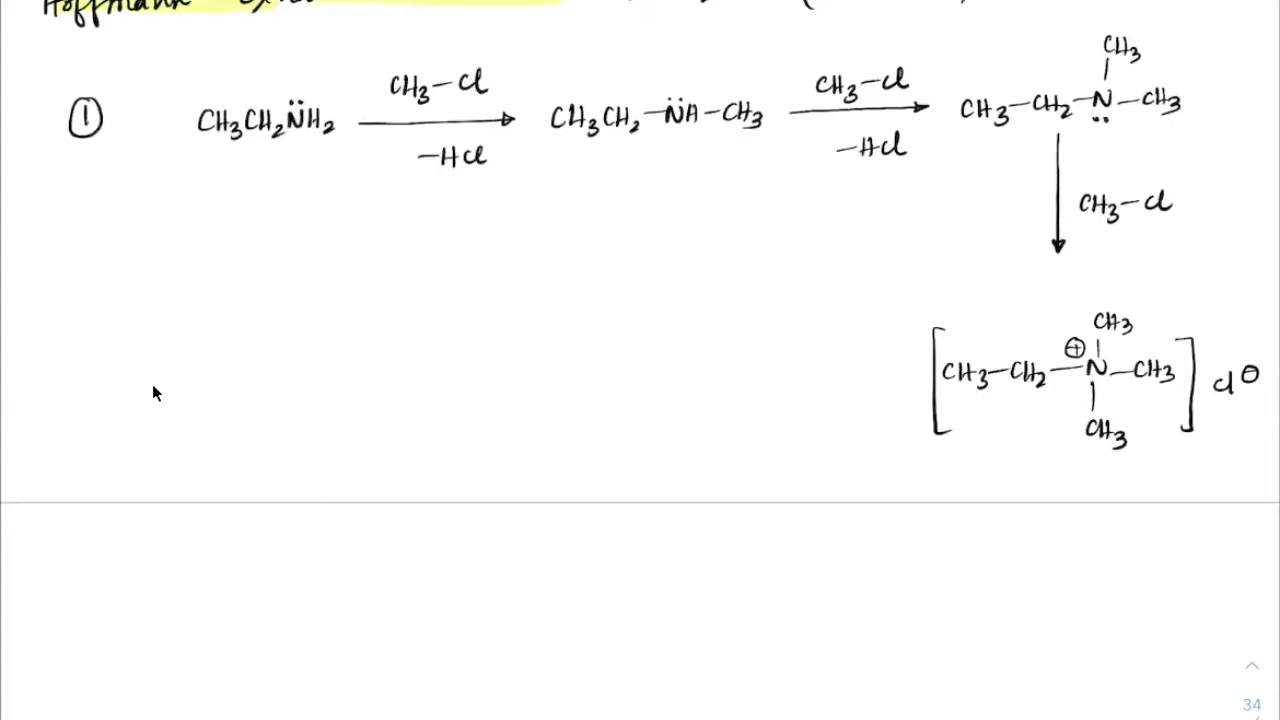 Hoffmann
① CH₃CH₂N̈H₂ CH₃–Cl –HCl CH₃CH₂–N̈H–CH₃ CH₃–Cl –HCl CH₃–CH₂–N̈–CH₃
CH₃
CH₃–Cl
CH₃
[CH₃–CH₂–N–CH₃] Cl⊖
⊕
CH₃
34